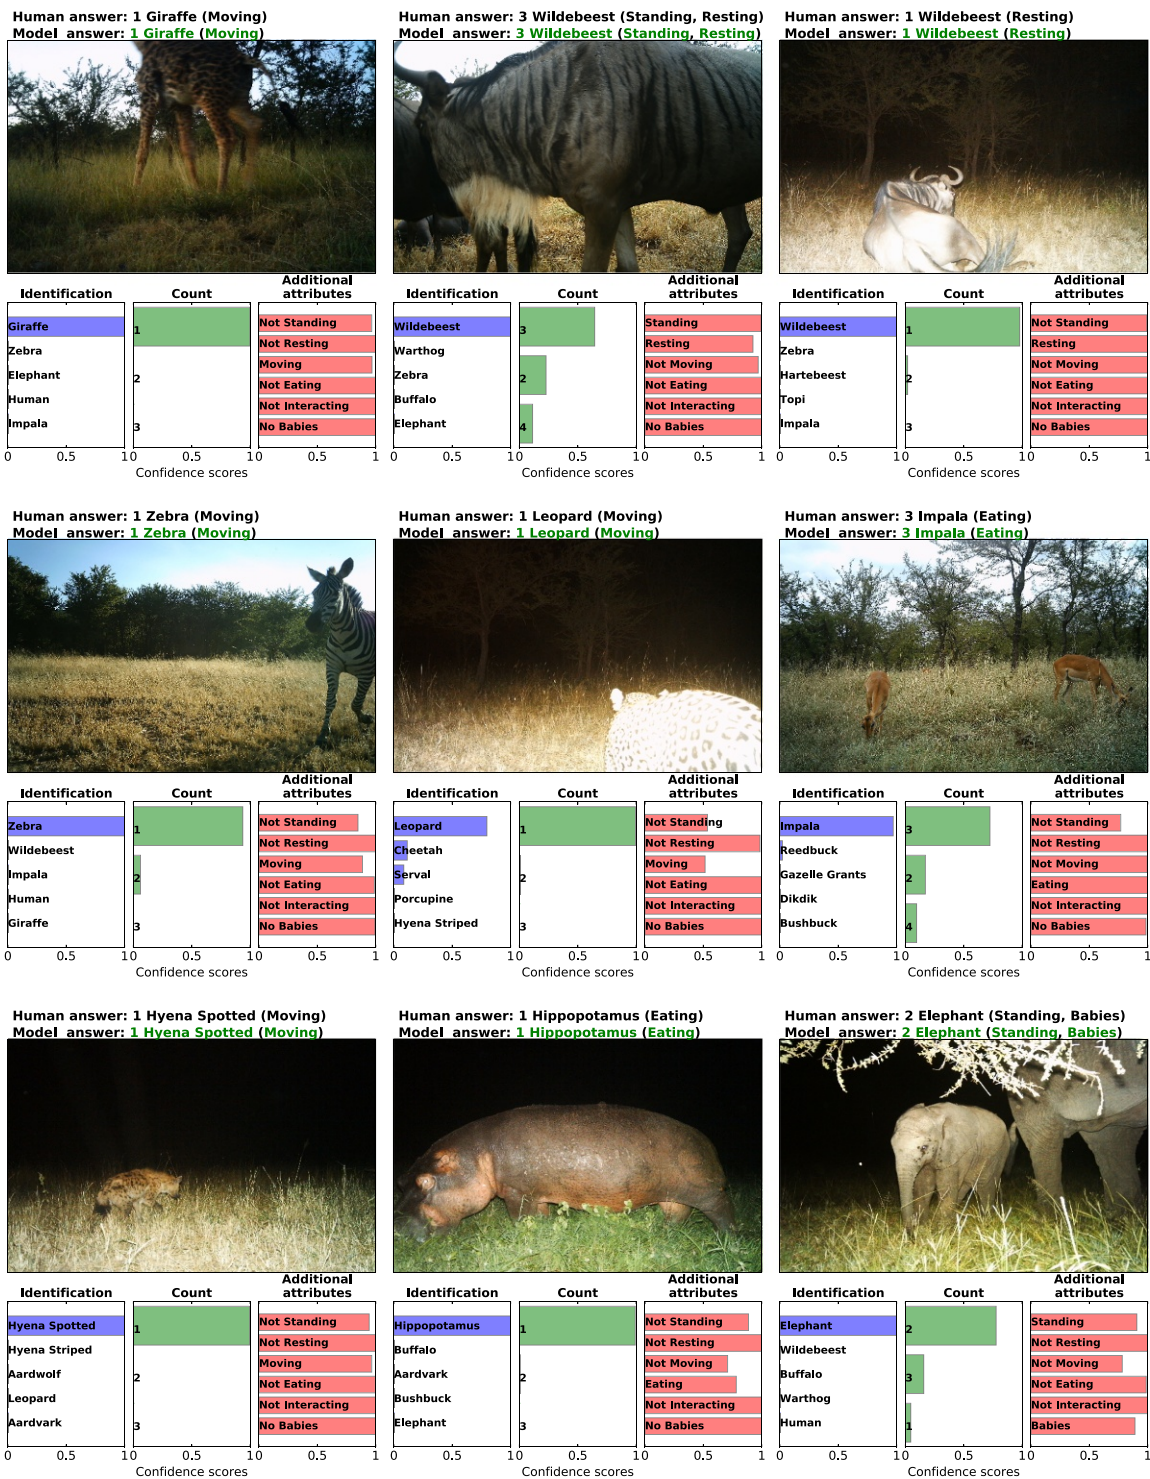 Human answer: 1 Giraffe (Moving)
Model answer: 1 Giraffe (Moving)
Human answer: 3 Wildebeest (Standing, Resting)
Model answer: 3 Wildebeest (Standing, Resting)
Human answer: 1 Wildebeest (Resting)
Model answer: 1 Wildebeest (Resting)
Identification
Count
Additional
attributes
Giraffe
Zebra
Elephant
Human
Impala
1
2
3
Not Standing
Not Resting
Moving
Not Eating
Not Interacting
No Babies
0 0.5 1 0 0.5 1 0 0.5 1
Confidence scores
Identification
Count
Additional
attributes
Wildebeest
Warthog
Zebra
Buffalo
Elephant
3
2
4
Standing
Resting
Not Moving
Not Eating
Not Interacting
No Babies
0 0.5 1 0 0.5 1 0 0.5 1
Confidence scores
Identification
Count
Additional
attributes
Wildebeest
Zebra
Hartebeest
Topi
Impala
1
2
3
Not Standing
Resting
Not Moving
Not Eating
Not Interacting
No Babies
0 0.5 1 0 0.5 1 0 0.5 1
Confidence scores
Human answer: 1 Zebra (Moving)
Model answer: 1 Zebra (Moving)
Human answer: 1 Leopard (Moving)
Model answer: 1 Leopard (Moving)
Human answer: 3 Impala (Eating)
Model answer: 3 Impala (Eating)
Identification
Count
Additional
attributes
Zebra
Wildebeest
Impala
Human
Giraffe
1
2
3
Not Standing
Not Resting
Moving
Not Eating
Not Interacting
No Babies
0 0.5 1 0 0.5 1 0 0.5 1
Confidence scores
Identification
Count
Additional
attributes
Leopard
Cheetah
Serval
Porcupine
Hyena Striped
1
2
3
Not Standing
Not Resting
Moving
Not Eating
Not Interacting
No Babies
0 0.5 1 0 0.5 1 0 0.5 1
Confidence scores
Identification
Count
Additional
attributes
Impala
Reedbuck
Gazelle Grants
Dikdik
Bushbuck
3
2
4
Not Standing
Not Resting
Not Moving
Eating
Not Interacting
No Babies
0 0.5 1 0 0.5 1 0 0.5 1
Confidence scores
Human answer: 1 Hyena Spotted (Moving)
Model answer: 1 Hyena Spotted (Moving)
Human answer: 1 Hippopotamus (Eating)
Model answer: 1 Hippopotamus (Eating)
Human answer: 2 Elephant (Standing, Babies)
Model answer: 2 Elephant (Standing, Babies)
Identification
Count
Additional
attributes
Hyena Spotted
Hyena Striped
Aardwolf
Leopard
Aardvark
1
2
3
Not Standing
Not Resting
Moving
Not Eating
Not Interacting
No Babies
0 0.5 1 0 0.5 1 0 0.5 1
Confidence scores
Identification
Count
Additional
attributes
Hippopotamus
Buffalo
Aardvark
Bushbuck
Elephant
1
2
3
Not Standing
Not Resting
Not Moving
Eating
Not Interacting
No Babies
0 0.5 1 0 0.5 1 0 0.5 1
Confidence scores
Identification
Count
Additional
attributes
Elephant
Wildebeest
Buffalo
Warthog
Human
2
3
1
Standing
Not Resting
Not Moving
Not Eating
Not Interacting
Babies
0 0.5 1 0 0.5 1 0 0.5 1
Confidence scores